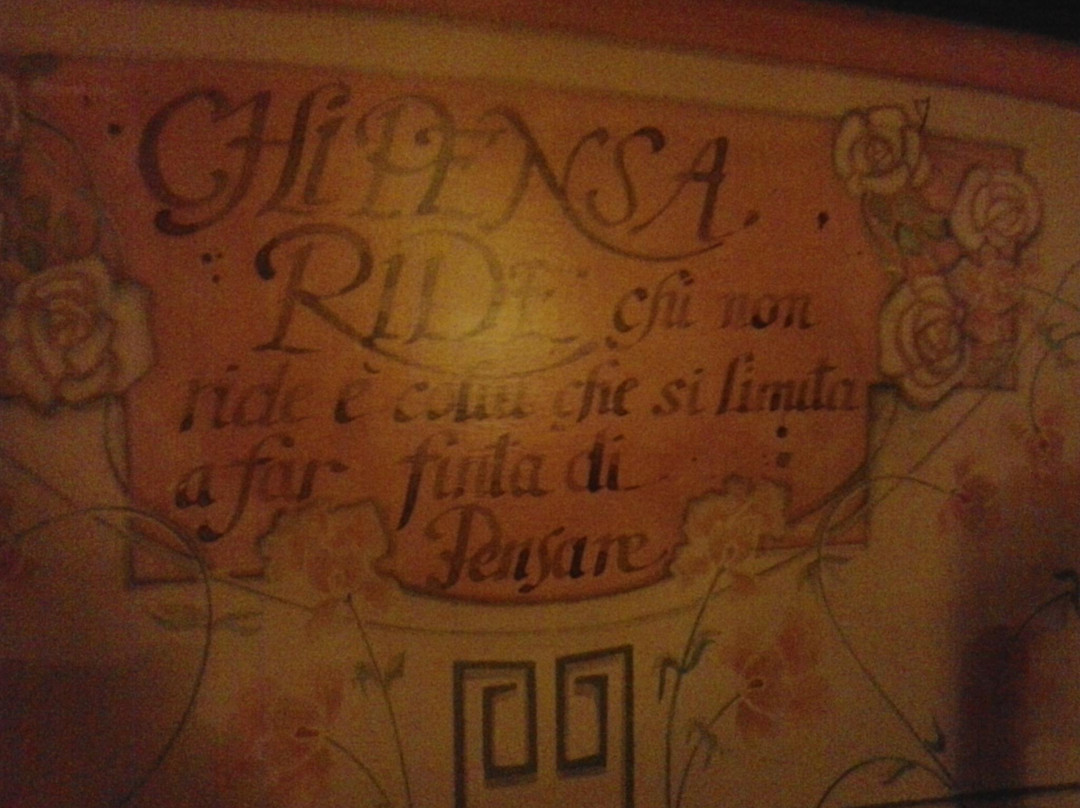 CHi PENSA
RIDE chi non
ride è colui che si limita
a far finta di
Pensare